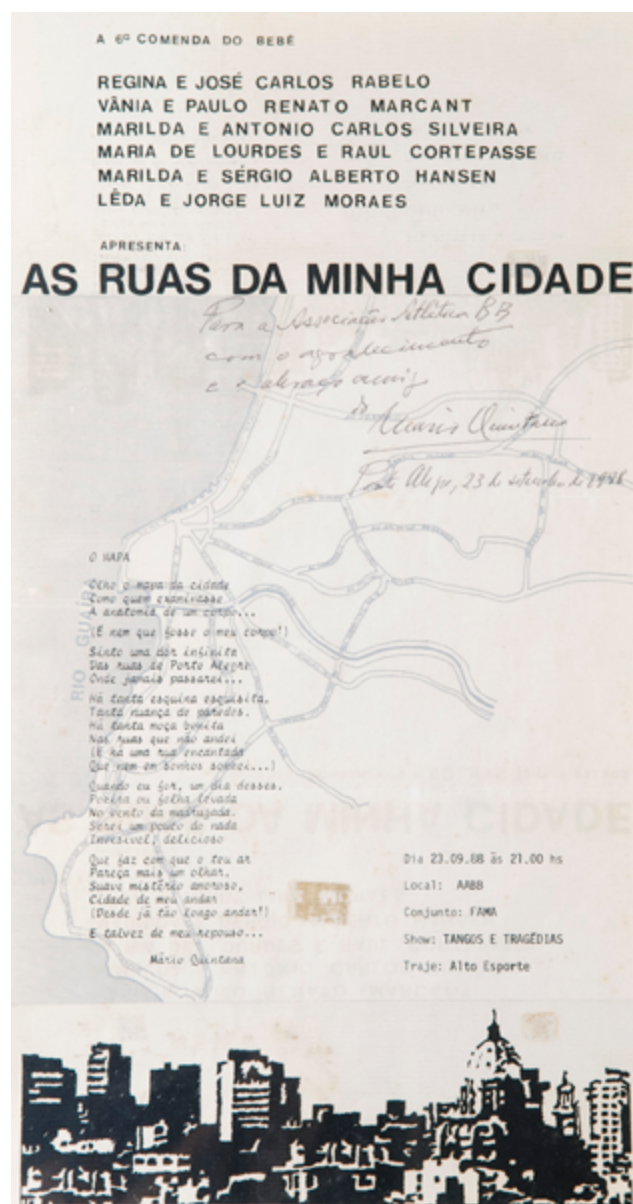 A 6ª COMENDA DO BEBÊ
REGINA E JOSÉ CARLOS RABELO
VÂNIA E PAULO RENATO MARCANT
MARILDA E ANTONIO CARLOS SILVEIRA
MARIA DE LOURDES E RAUL CORTEPASSE
MARILDA E SÉRGIO ALBERTO HANSEN
LÊDA E JORGE LUIZ MORAES
APRESENTA:
AS RUAS DA MINHA CIDADE
Para a Associação Atlética BB
com o agradecimento
e o abraço amigo
do Mario Quintana
Porto Alegre, 23 de setembro de 1988
RIO GUAÍBA
O MAPA
Olho o mapa da cidade
Como quem examinasse
A anatomia de um corpo...
(É nem que fosse o meu corpo!)
Sinto uma dor infinita
Das ruas de Porto Alegre
Onde jamais passarei...
Há tanta esquina esquisita,
Tanta nuança de paredes.
Há tanta moça bonita
Nas ruas que não andei
(E há uma rua encantada
Que nem em sonhos sonhei...)
Quando eu for, um dia desses,
Poeira ou folha levada
No vento da madrugada.
Serei um pouco do nada
Invisível, delicioso
Que faz com que o teu ar
Pareça mais um olhar,
Suave mistério amoroso,
Cidade de meu andar
(Desde já tão longo andar!)
E talvez de meu repouso...
Mário Quintana
Dia 23.09.88 às 21.00 hs
Local: AABB
Conjunto: FAMA
Show: TANGOS E TRAGÉDIAS
Traje: Alto Esporte